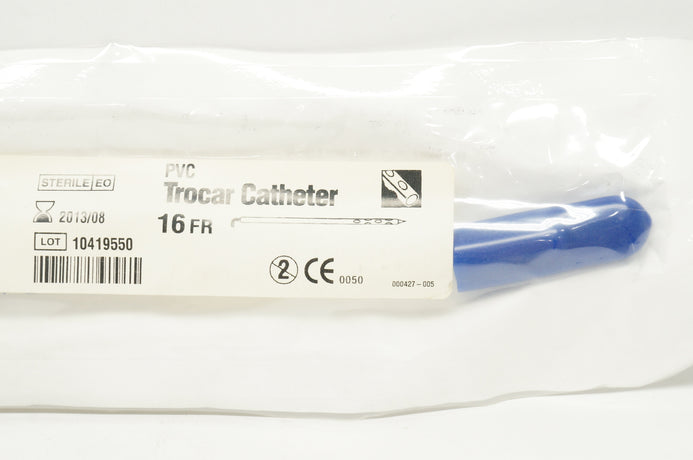 PVC
Trocar Catheter
16 FR
STERILE EO
2013/08
LOT 10419550
2
CE 0050
000427-005